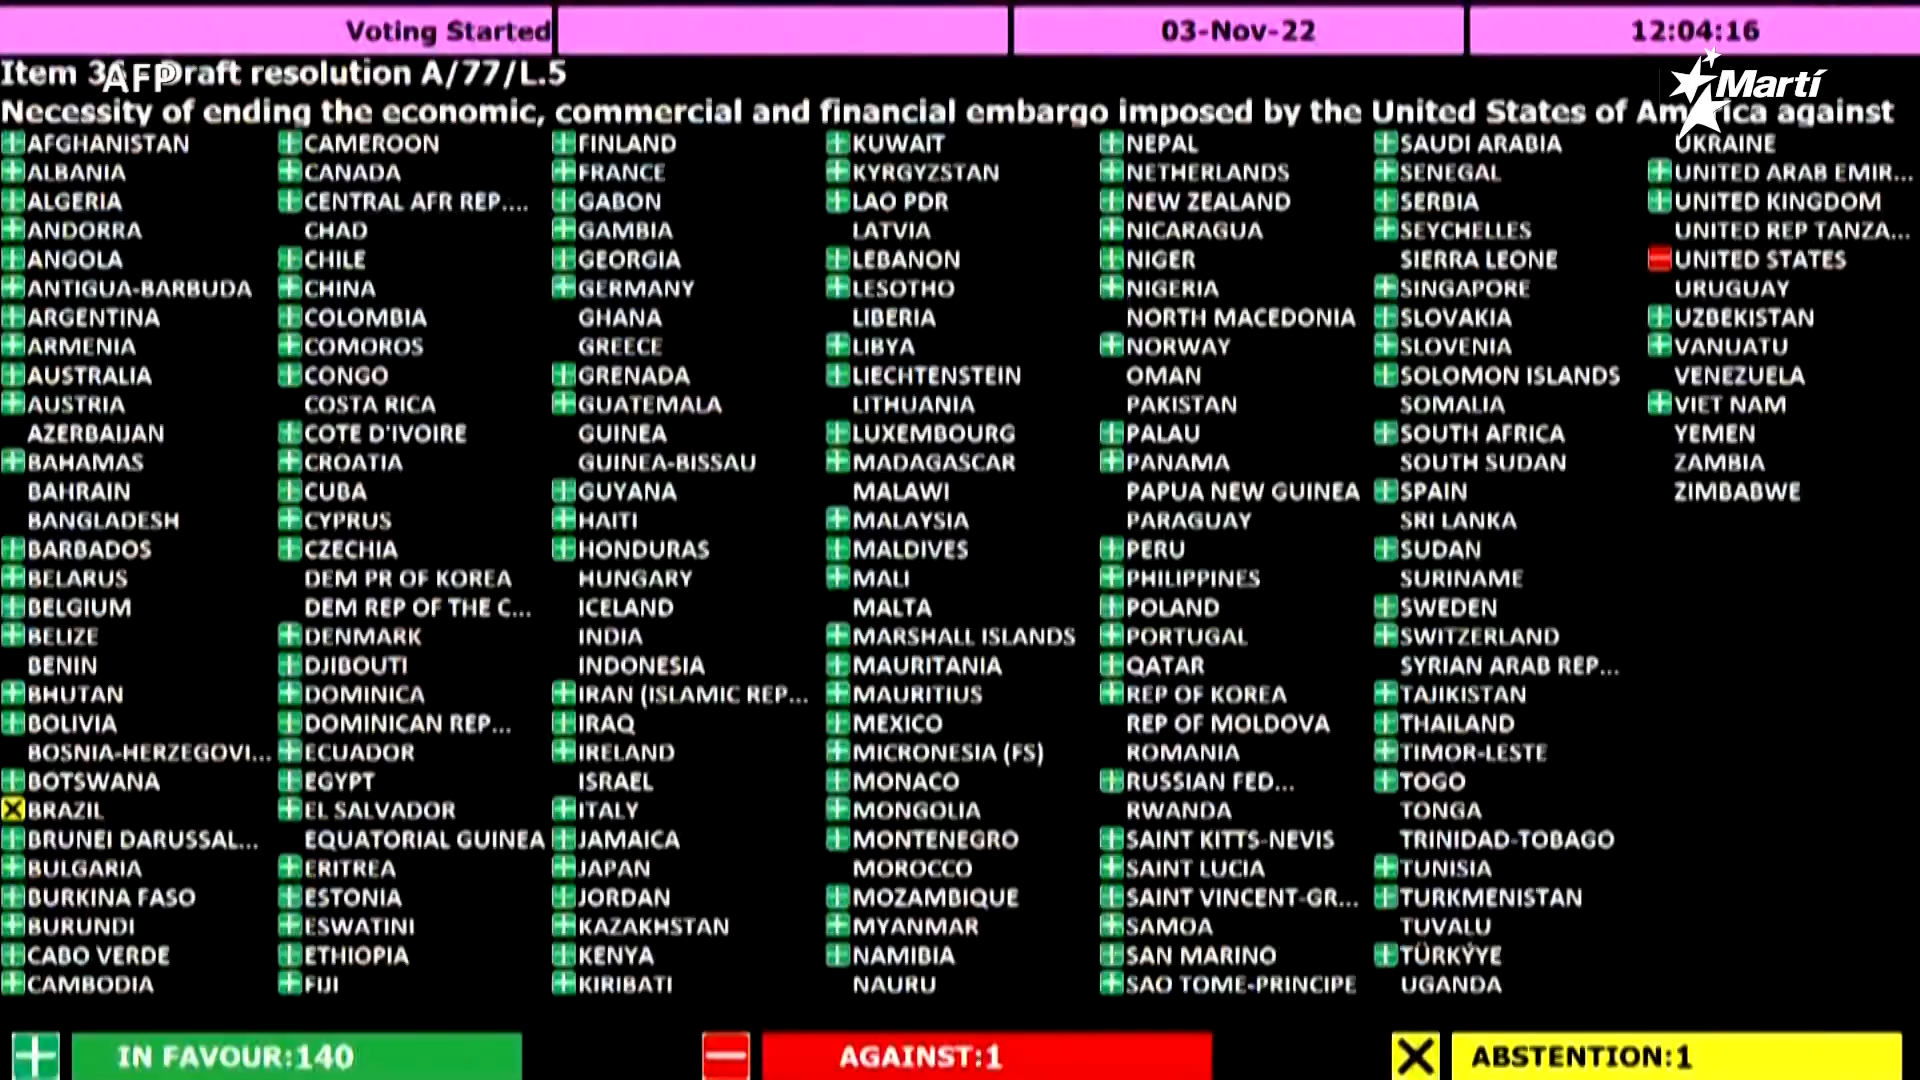 Voting Started 03-Nov-22 12:04:16
Item 36 Draft resolution A/77/L.5
AFP
Martí
Necessity of ending the economic, commercial and financial embargo imposed by the United States of America against
AFGHANISTAN CAMEROON FINLAND KUWAIT NEPAL SAUDI ARABIA UKRAINE
ALBANIA CANADA FRANCE KYRGYZSTAN NETHERLANDS SENEGAL UNITED ARAB EMIR...
ALGERIA CENTRAL AFR REP.... GABON LAO PDR NEW ZEALAND SERBIA UNITED KINGDOM
ANDORRA CHAD GAMBIA LATVIA NICARAGUA SEYCHELLES UNITED REP TANZA...
ANGOLA CHILE GEORGIA LEBANON NIGER SIERRA LEONE UNITED STATES
ANTIGUA-BARBUDA CHINA GERMANY LESOTHO NIGERIA SINGAPORE URUGUAY
ARGENTINA COLOMBIA GHANA LIBERIA NORTH MACEDONIA SLOVAKIA UZBEKISTAN
ARMENIA COMOROS GREECE LIBYA NORWAY SLOVENIA VANUATU
AUSTRALIA CONGO GRENADA LIECHTENSTEIN OMAN SOLOMON ISLANDS VENEZUELA
AUSTRIA COSTA RICA GUATEMALA LITHUANIA PAKISTAN SOMALIA VIET NAM
AZERBAIJAN COTE D'IVOIRE GUINEA LUXEMBOURG PALAU SOUTH AFRICA YEMEN
BAHAMAS CROATIA GUINEA-BISSAU MADAGASCAR PANAMA SOUTH SUDAN ZAMBIA
BAHRAIN CUBA GUYANA MALAWI PAPUA NEW GUINEA SPAIN ZIMBABWE
BANGLADESH CYPRUS HAITI MALAYSIA PARAGUAY SRI LANKA
BARBADOS CZECHIA HONDURAS MALDIVES PERU SUDAN
BELARUS DEM PR OF KOREA HUNGARY MALI PHILIPPINES SURINAME
BELGIUM DEM REP OF THE C... ICELAND MALTA POLAND SWEDEN
BELIZE DENMARK INDIA MARSHALL ISLANDS PORTUGAL SWITZERLAND
BENIN DJIBOUTI INDONESIA MAURITANIA QATAR SYRIAN ARAB REP...
BHUTAN DOMINICA IRAN (ISLAMIC REP... MAURITIUS REP OF KOREA TAJIKISTAN
BOLIVIA DOMINICAN REP... IRAQ MEXICO REP OF MOLDOVA THAILAND
BOSNIA-HERZEGOVI... ECUADOR IRELAND MICRONESIA (FS) ROMANIA TIMOR-LESTE
BOTSWANA EGYPT ISRAEL MONACO RUSSIAN FED... TOGO
BRAZIL EL SALVADOR ITALY MONGOLIA RWANDA TONGA
BRUNEI DARUSSAL... EQUATORIAL GUINEA JAMAICA MONTENEGRO SAINT KITTS-NEVIS TRINIDAD-TOBAGO
BULGARIA ERITREA JAPAN MOROCCO SAINT LUCIA TUNISIA
BURKINA FASO ESTONIA JORDAN MOZAMBIQUE SAINT VINCENT-GR... TURKMENISTAN
BURUNDI ESWATINI KAZAKHSTAN MYANMAR SAMOA TUVALU
CABO VERDE ETHIOPIA KENYA NAMIBIA SAN MARINO TÜRKÝYE
CAMBODIA FIJI KIRIBATI NAURU SAO TOME-PRINCIPE UGANDA
IN FAVOUR:140 AGAINST:1 ABSTENTION:1